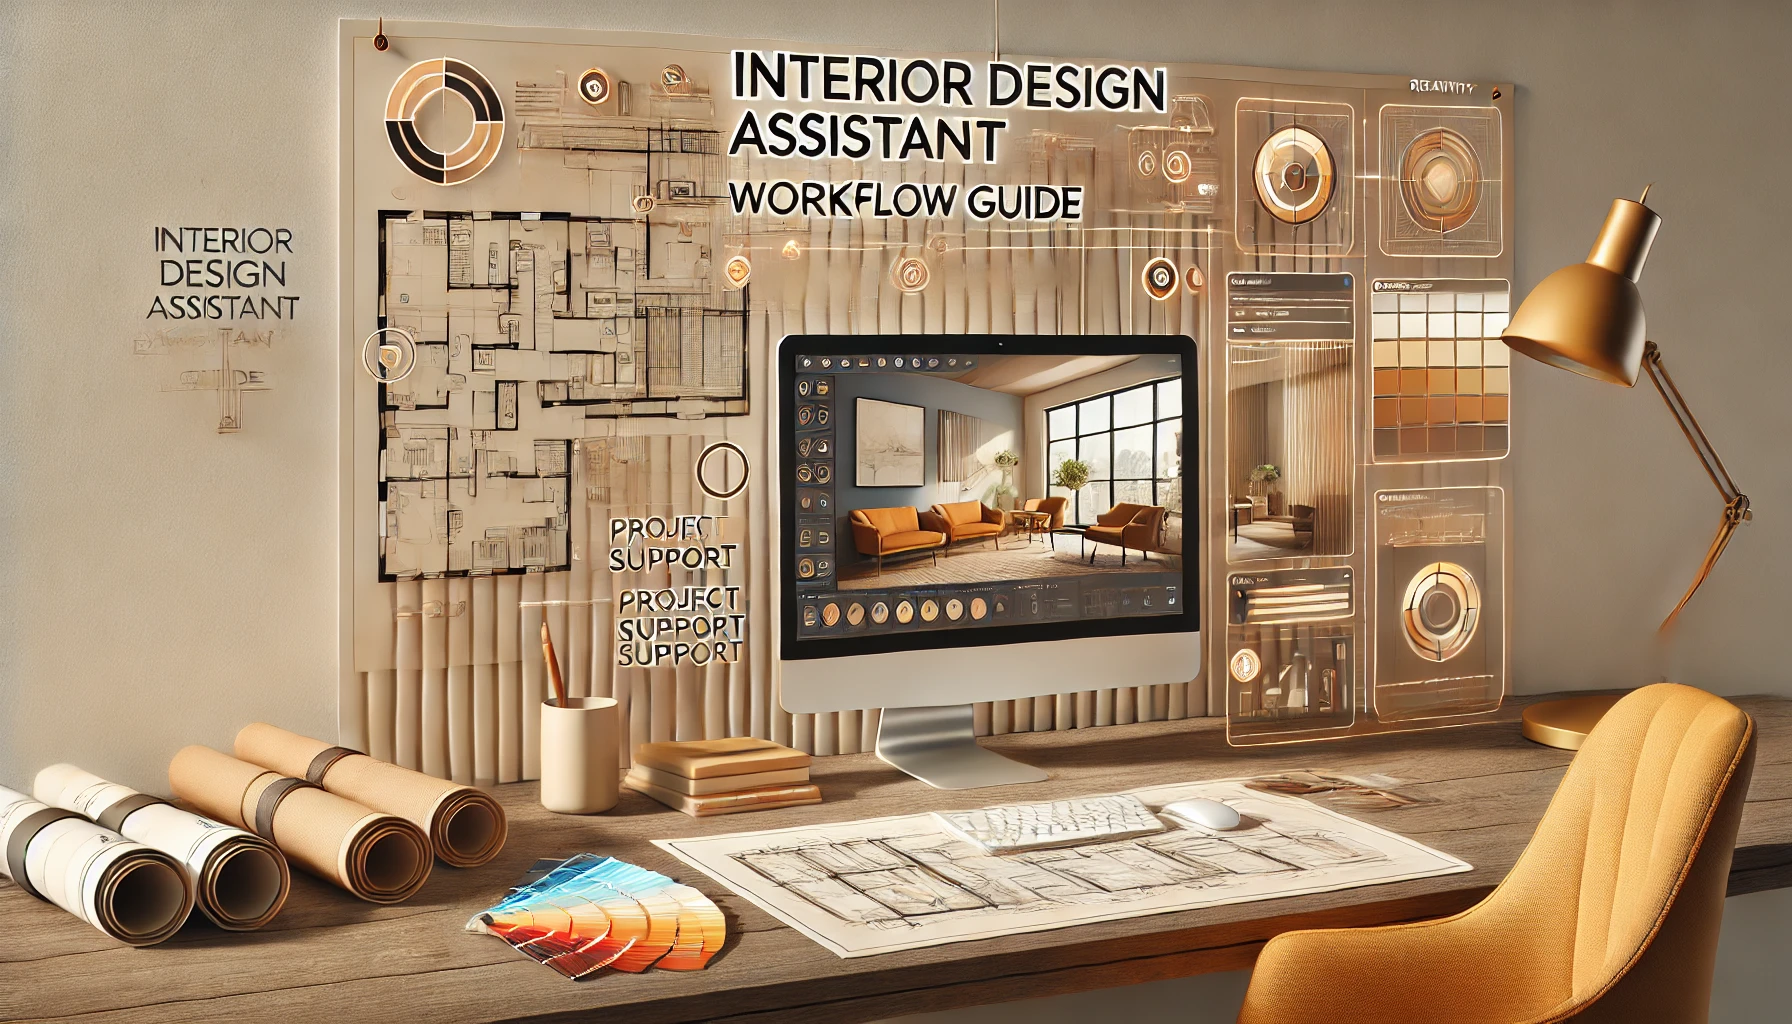 INTERIOR DESIGN
ASSISTANT
WORKFLOW GUIDE
INTERIOR
DESIGN
ASSISTANT
PROJECT
SUPPORT
PROJECT
SUPPORT
SUPPORT